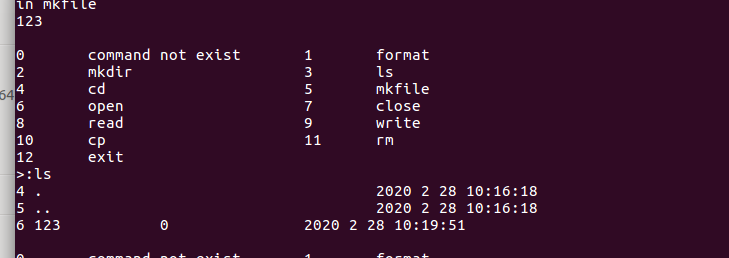 in mkfile
123
0 command not exist 1 format
2 mkdir 3 ls
4 cd 5 mkfile
64
6 open 7 close
8 read 9 write
10 cp 11 rm
12 exit
>:ls
4 . 2020 2 28 10:16:18
5 .. 2020 2 28 10:16:18
6 123 0 2020 2 28 10:19:51
0 command not exist 1 format